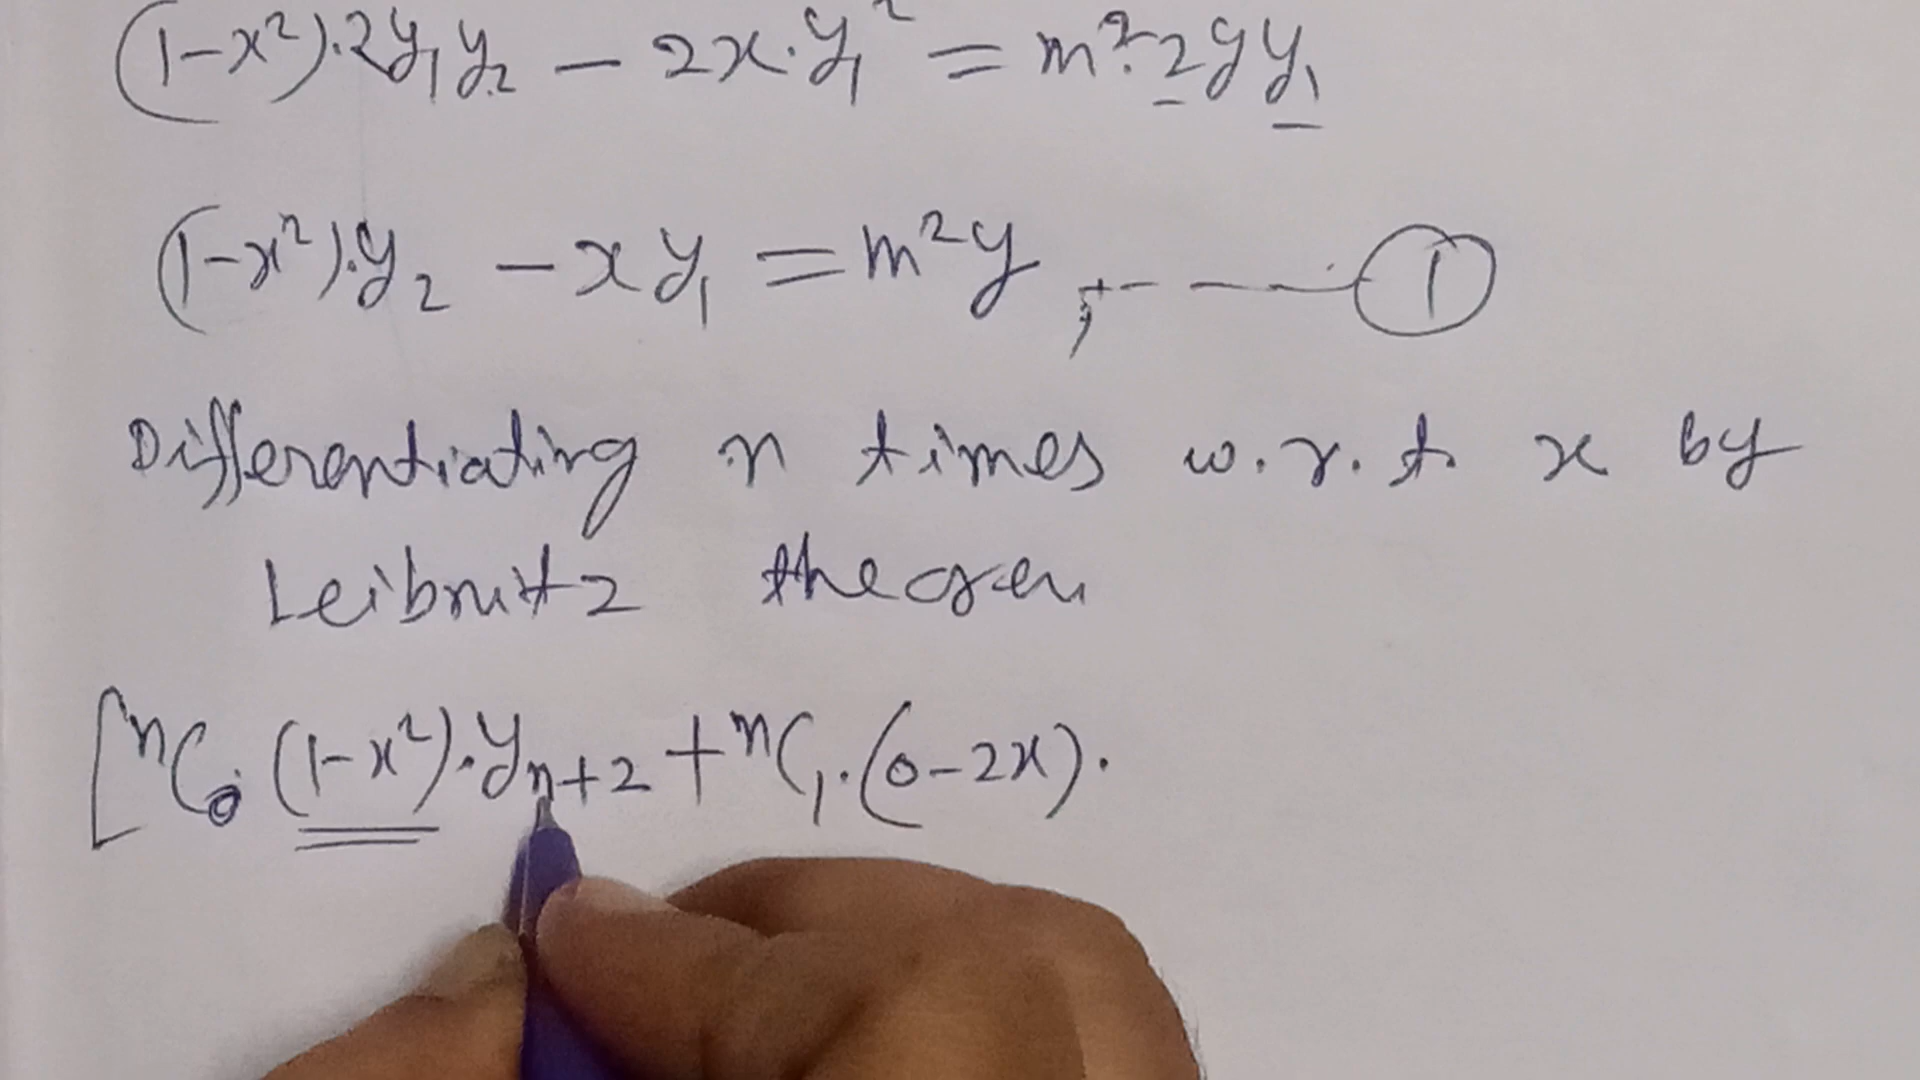 (1-x²).2y₁y₂ - 2x.y₁² = m².2yy₁
(1-x²).y₂ - xy₁ = m²y, ----- ①
Differentiating n times w.r.t. x by
Leibnitz theorem
[ⁿC₀ (1-x²).yₙ₊₂ + ⁿC₁.(0-2x).